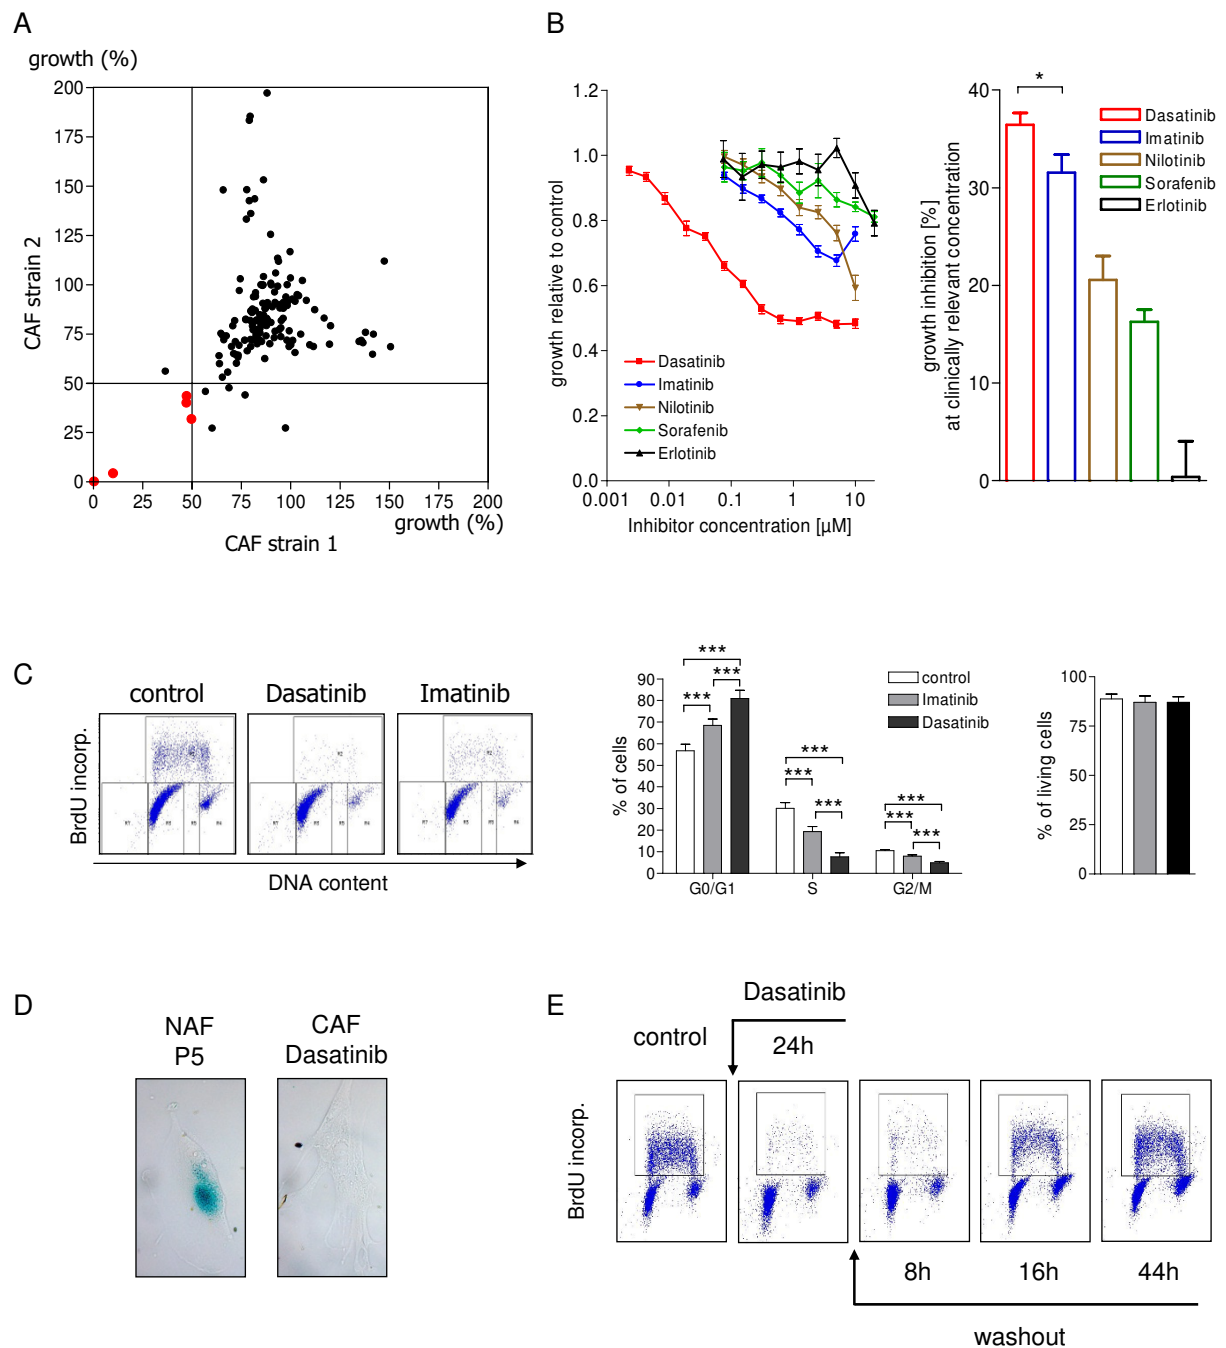 A
growth (%)
200
175
150
125
100
75
50
25
0
CAF strain 2
0 25 50 75 100 125 150 200
growth (%)
CAF strain 1
B
1.2
1.0
0.8
0.6
0.4
0.2
0.0
growth relative to control
Dasatinib
Imatinib
Nilotinib
Sorafenib
Erlotinib
0.001 0.1 1 10
Inhibitor concentration [µM]
*
40
30
20
10
0
growth inhibition [%]
at clinically relevant concentration
Dasatinib
Imatinib
Nilotinib
Sorafenib
Erlotinib
C
control Dasatinib Imatinib
BrdU incorp.
DNA content
% of cells
90
80
70
60
50
40
30
20
10
0
***
***
***
***
***
***
***
***
***
G0/G1 S G2/M
control
Imatinib
Dasatinib
% of living cells
100
75
50
25
0
D
NAF
P5
CAF
Dasatinib
E
Dasatinib
control
24h
BrdU incorp.
8h 16h 44h
washout